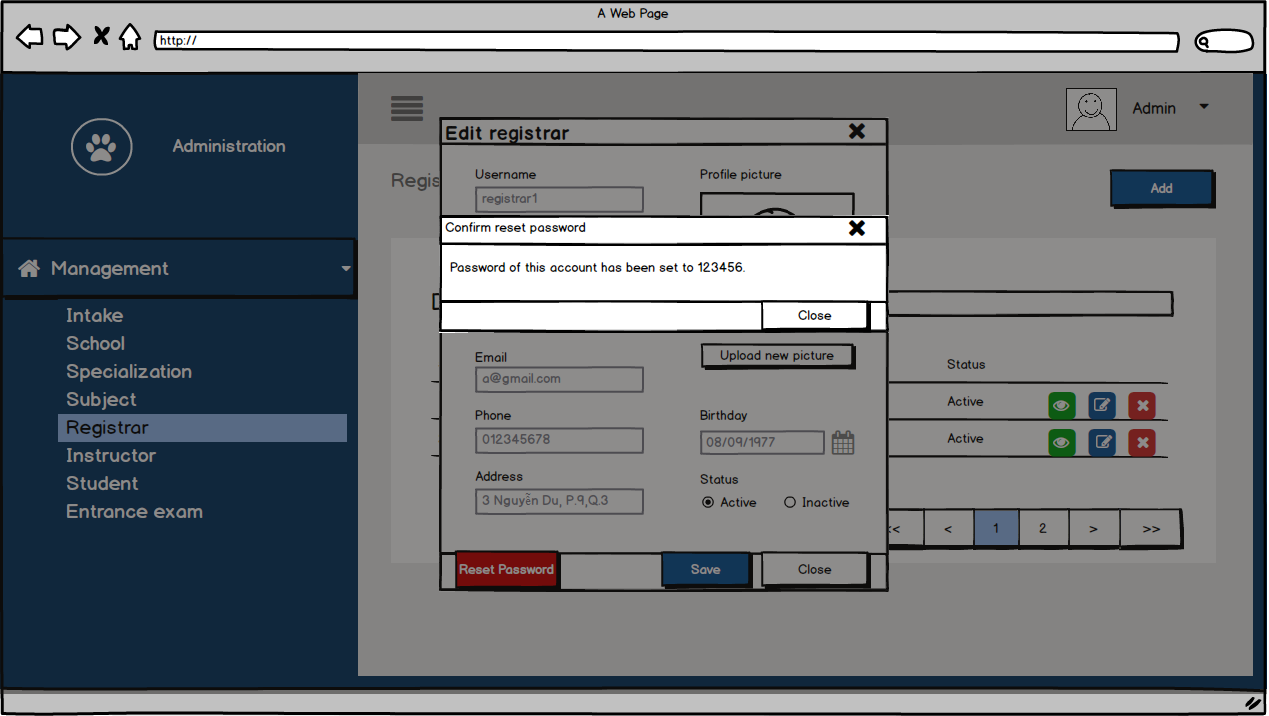 A Web Page
http://
Administration
Admin
Management
Intake
School
Specialization
Subject
Registrar
Instructor
Student
Entrance exam
Regis
Add
Edit registrar
Username
registrar1
Profile picture
Confirm reset password
Password of this account has been set to 123456.
Close
Email
a@gmail.com
Upload new picture
Phone
012345678
Birthday
08/09/1977
Address
3 Nguyễn Du, P.9,Q.3
Status
Active
Inactive
Reset Password
Save
Close
Status
Active
Active
<<
<
1
2
>
>>